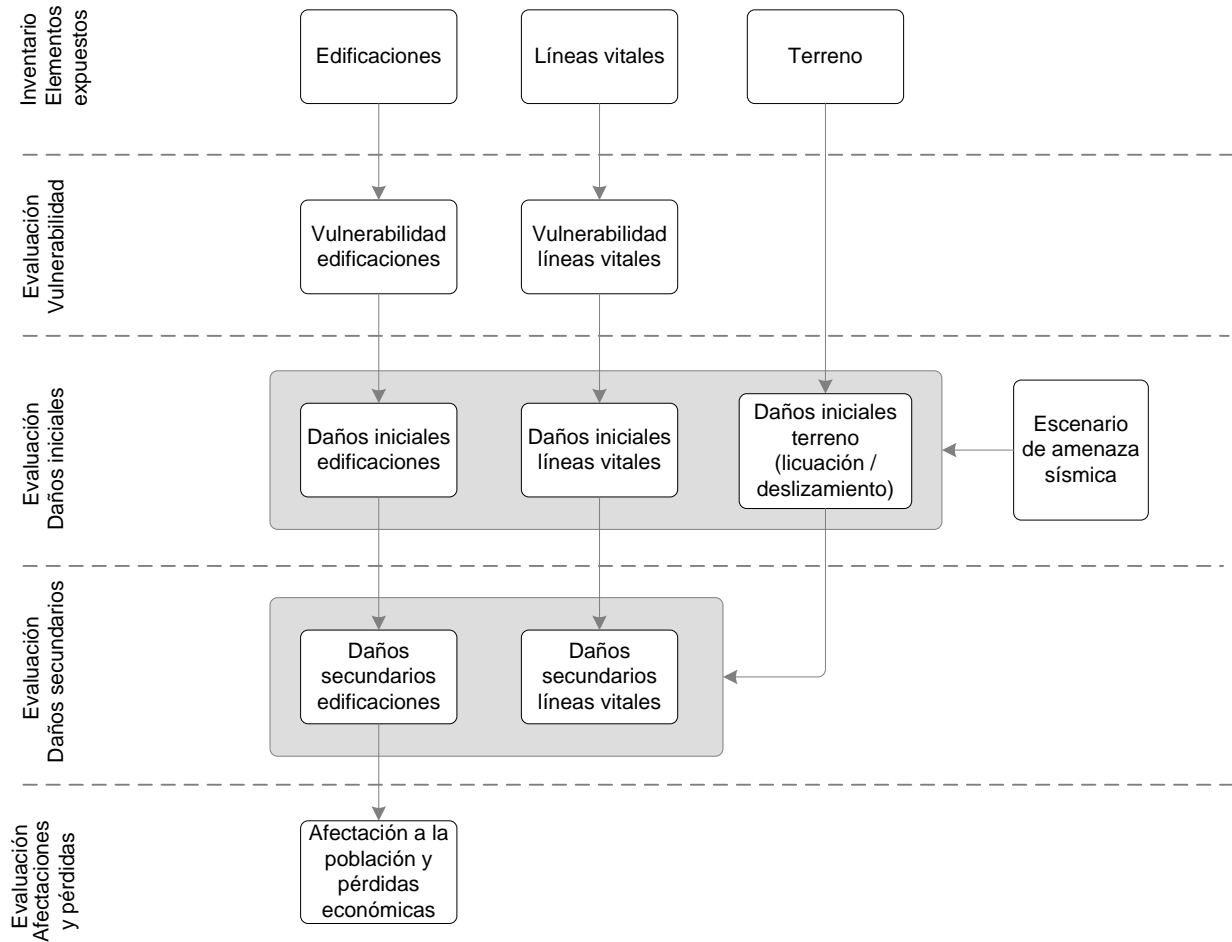 Inventario
Elementos
expuestos
Edificaciones
Líneas vitales
Terreno
Evaluación
Vulnerabilidad
Vulnerabilidad
edificaciones
Vulnerabilidad
líneas vitales
Evaluación
Daños iniciales
Daños iniciales
edificaciones
Daños iniciales
líneas vitales
Daños iniciales
terreno
(licuación /
deslizamiento)
Escenario
de amenaza
sísmica
Evaluación
Daños secundarios
Daños
secundarios
edificaciones
Daños
secundarios
líneas vitales
Evaluación
Afectaciones
y pérdidas
Afectación a la
población y
pérdidas
económicas